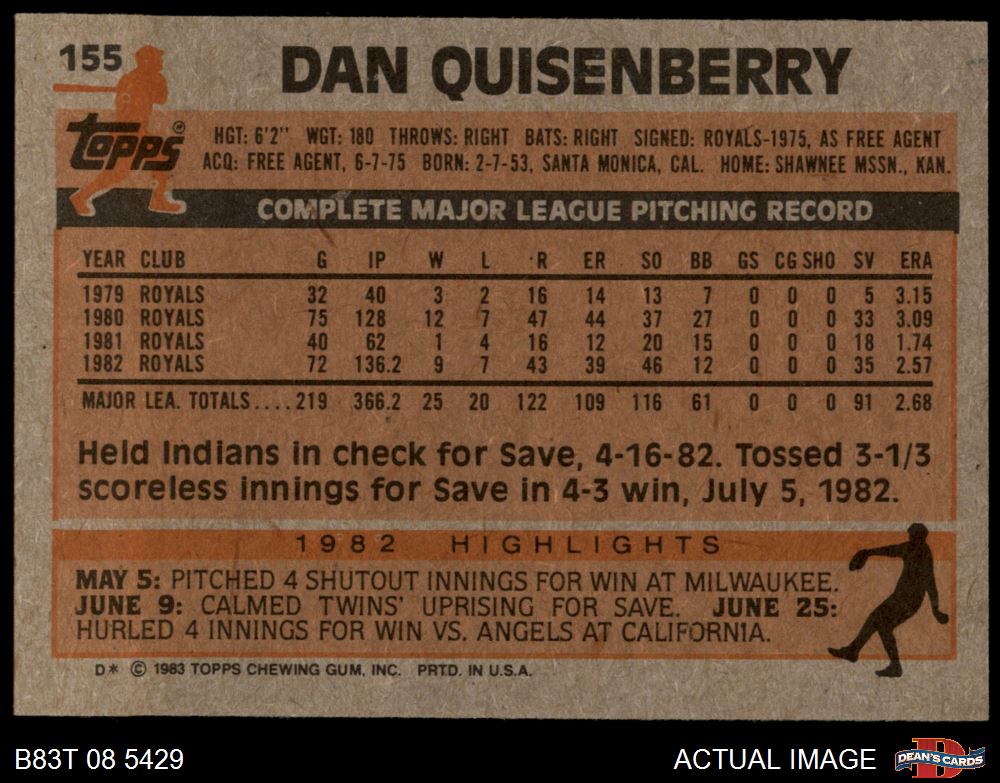 155
DAN QUISENBERRY
TOPPS®
HGT: 6'2" WGT: 180 THROWS: RIGHT BATS: RIGHT SIGNED: ROYALS-1975, AS FREE AGENT
ACQ: FREE AGENT, 6-7-75 BORN: 2-7-53, SANTA MONICA, CAL. HOME: SHAWNEE MSSN., KAN.
COMPLETE MAJOR LEAGUE PITCHING RECORD
YEAR CLUB G IP W L R ER SO BB GS CG SHO SV ERA
1979 ROYALS 32 40 3 2 16 14 13 7 0 0 0 5 3.15
1980 ROYALS 75 128 12 7 47 44 37 27 0 0 0 33 3.09
1981 ROYALS 40 62 1 4 16 12 20 15 0 0 0 18 1.74
1982 ROYALS 72 136.2 9 7 43 39 46 12 0 0 0 35 2.57
MAJOR LEA. TOTALS.... 219 366.2 25 20 122 109 116 61 0 0 0 91 2.68
Held Indians in check for Save, 4-16-82. Tossed 3-1/3
scoreless innings for Save in 4-3 win, July 5, 1982.
1982 HIGHLIGHTS
MAY 5: PITCHED 4 SHUTOUT INNINGS FOR WIN AT MILWAUKEE.
JUNE 9: CALMED TWINS' UPRISING FOR SAVE. JUNE 25:
HURLED 4 INNINGS FOR WIN VS. ANGELS AT CALIFORNIA.
D* © 1983 TOPPS CHEWING GUM, INC. PRTD. IN U.S.A.
B83T 08 5429
ACTUAL IMAGE
D
DEAN'S CARDS